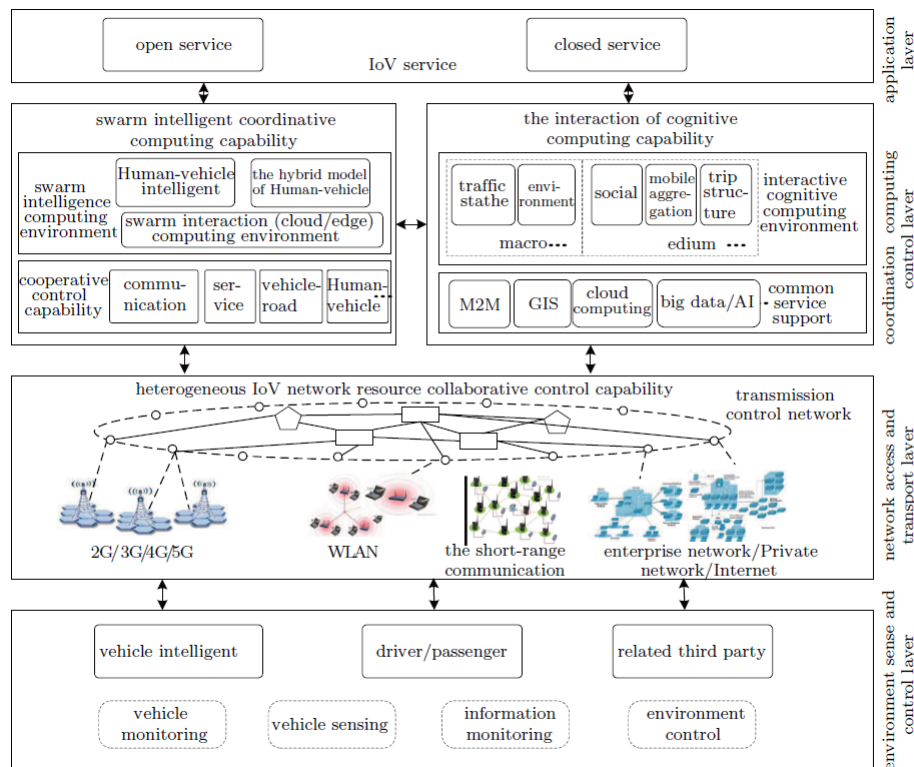 open service
closed service
IoV service
application
layer
swarm intelligent coordinative
computing capability
the interaction of cognitive
computing capability
swarm
intelligence
computing
environment
Human-vehicle
intelligent
the hybrid model
of Human-vehicle
swarm interaction (cloud/edge)
computing environment
traffic
stathe
envi-
ronment
macro•••
social
mobile
aggre-
gation
trip
struc-
ture
edium •••
interactive
cognitive
computing
environment
cooperative
control
capability
commu-
nication
ser-
vice
vehicle-
road
Human-
vehicle
•••
M2M
GIS
cloud
computing
big data/AI
common
service
support
coordination computing
control layer
heterogeneous IoV network resource collaborative control capability
transmission
control network
2G/3G/4G/5G
WLAN
the short-range
communication
enterprise network/Private
network/Internet
network access and
transport layer
vehicle intelligent
driver/passenger
related third party
vehicle
monitoring
vehicle sensing
information
monitoring
environment
control
environment sense and
control layer